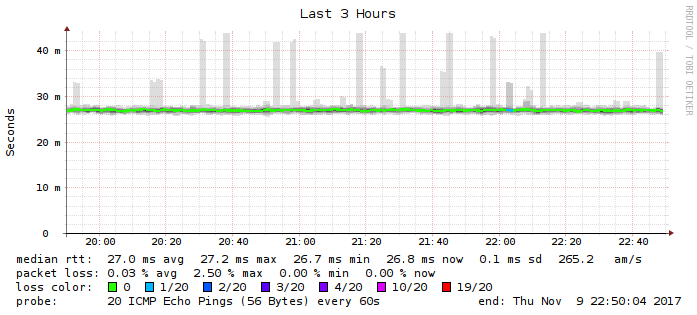 Last 3 Hours
RRDTOOL / TOBI OETIKER
Seconds
40 m
30 m
20 m
10 m
0
20:00 20:20 20:40 21:00 21:20 21:40 22:00 22:20 22:40
median rtt: 27.0 ms avg 27.2 ms max 26.7 ms min 26.8 ms now 0.1 ms sd 265.2 am/s
packet loss: 0.03 % avg 2.50 % max 0.00 % min 0.00 % now
loss color: 0 1/20 2/20 3/20 4/20 10/20 19/20
probe: 20 ICMP Echo Pings (56 Bytes) every 60s end: Thu Nov 9 22:50:04 2017